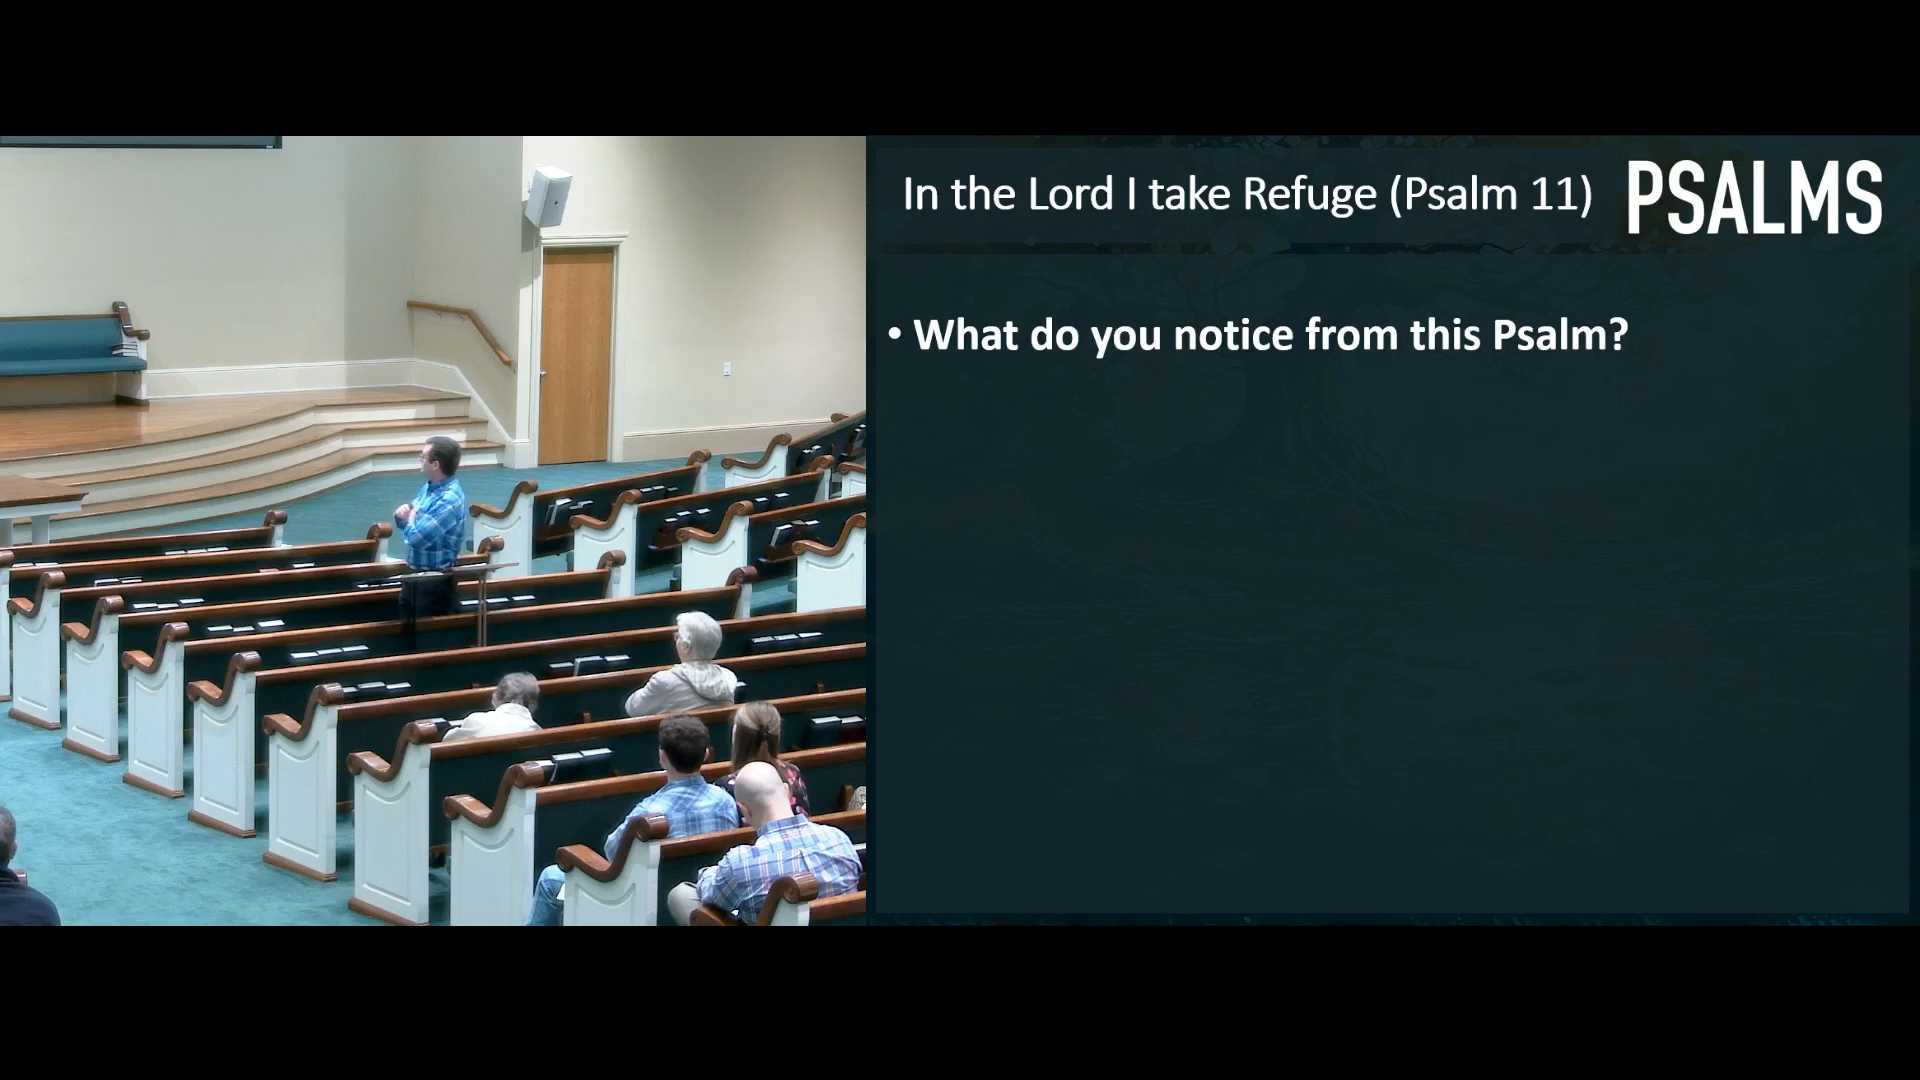 In the Lord I take Refuge (Psalm 11)
PSALMS
• What do you notice from this Psalm?